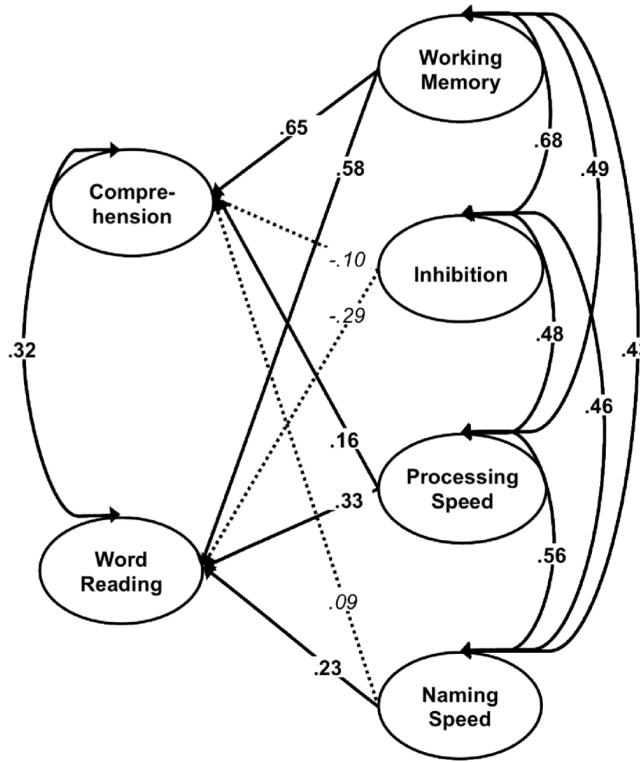 Working
Memory
.65
.68
Compre-
hension
.58
.49
-.10
Inhibition
-.29
.32
.48
.46
.16
Processing
Speed
.33
Word
Reading
.56
.09
.23
Naming
Speed